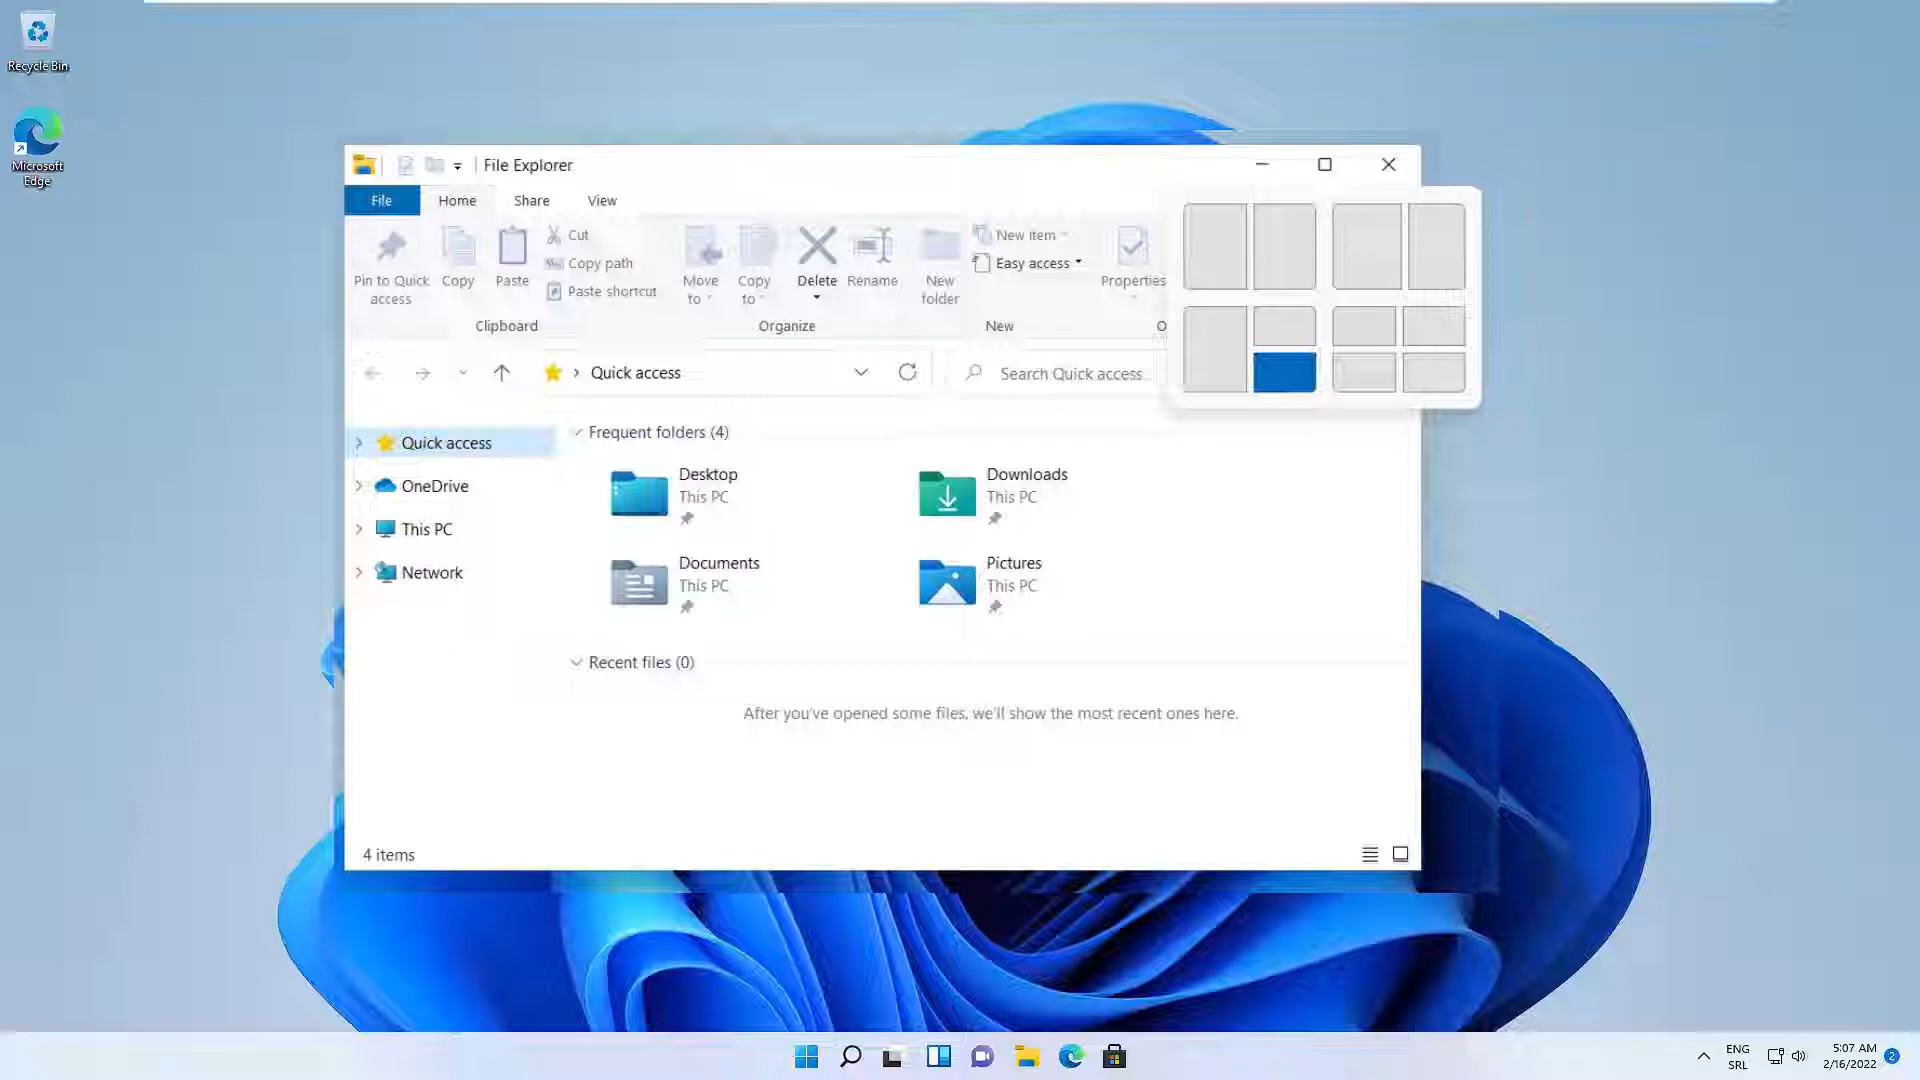 Recycle Bin
Microsoft
Edge
File Explorer
File
Home
Share
View
Pin to Quick
access
Copy
Paste
Cut
Copy path
Paste shortcut
Clipboard
Move
to
Copy
to
Delete
Rename
Organize
New
folder
New item
Easy access
New
Properties
O
Quick access
Search Quick access
Quick access
OneDrive
This PC
Network
Frequent folders (4)
Desktop
This PC
Downloads
This PC
Documents
This PC
Pictures
This PC
Recent files (0)
After you've opened some files, we'll show the most recent ones here.
4 items
ENG
SRL
5:07 AM
2/16/2022
2